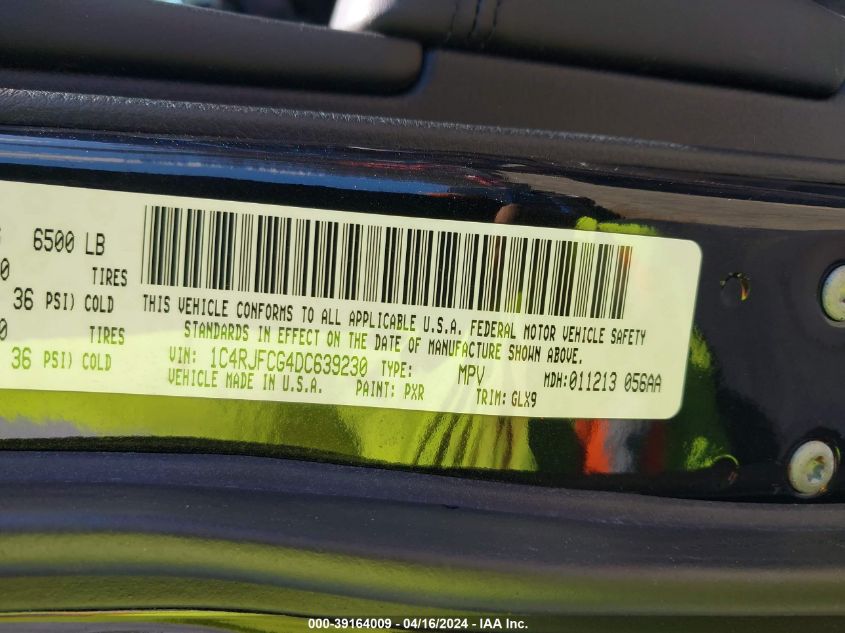 6500 LB
0 TIRES
36 PSI) COLD
0 TIRES
36 PSI) COLD
THIS VEHICLE CONFORMS TO ALL APPLICABLE U.S.A. FEDERAL MOTOR VEHICLE SAFETY
STANDARDS IN EFFECT ON THE DATE OF MANUFACTURE SHOWN ABOVE.
VIN: 1C4RJFCG4DC639230 TYPE: MPV MDH:011213 056AA
VEHICLE MADE IN U.S.A. PAINT: PXR TRIM: GLX9
000-39164009 - 04/16/2024 - IAA Inc.